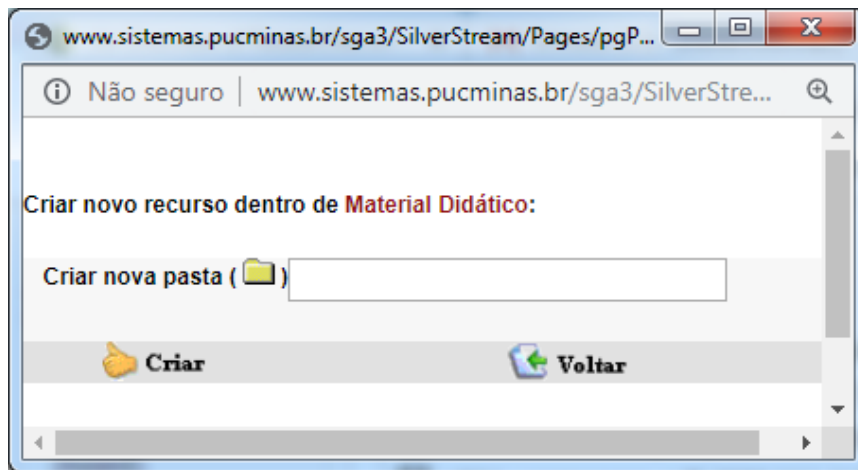 www.sistemas.pucminas.br/sga3/SilverStream/Pages/pgP...
Não seguro | www.sistemas.pucminas.br/sga3/SilverStre...
Criar novo recurso dentro de Material Didático:
Criar nova pasta ( )
Criar
Voltar